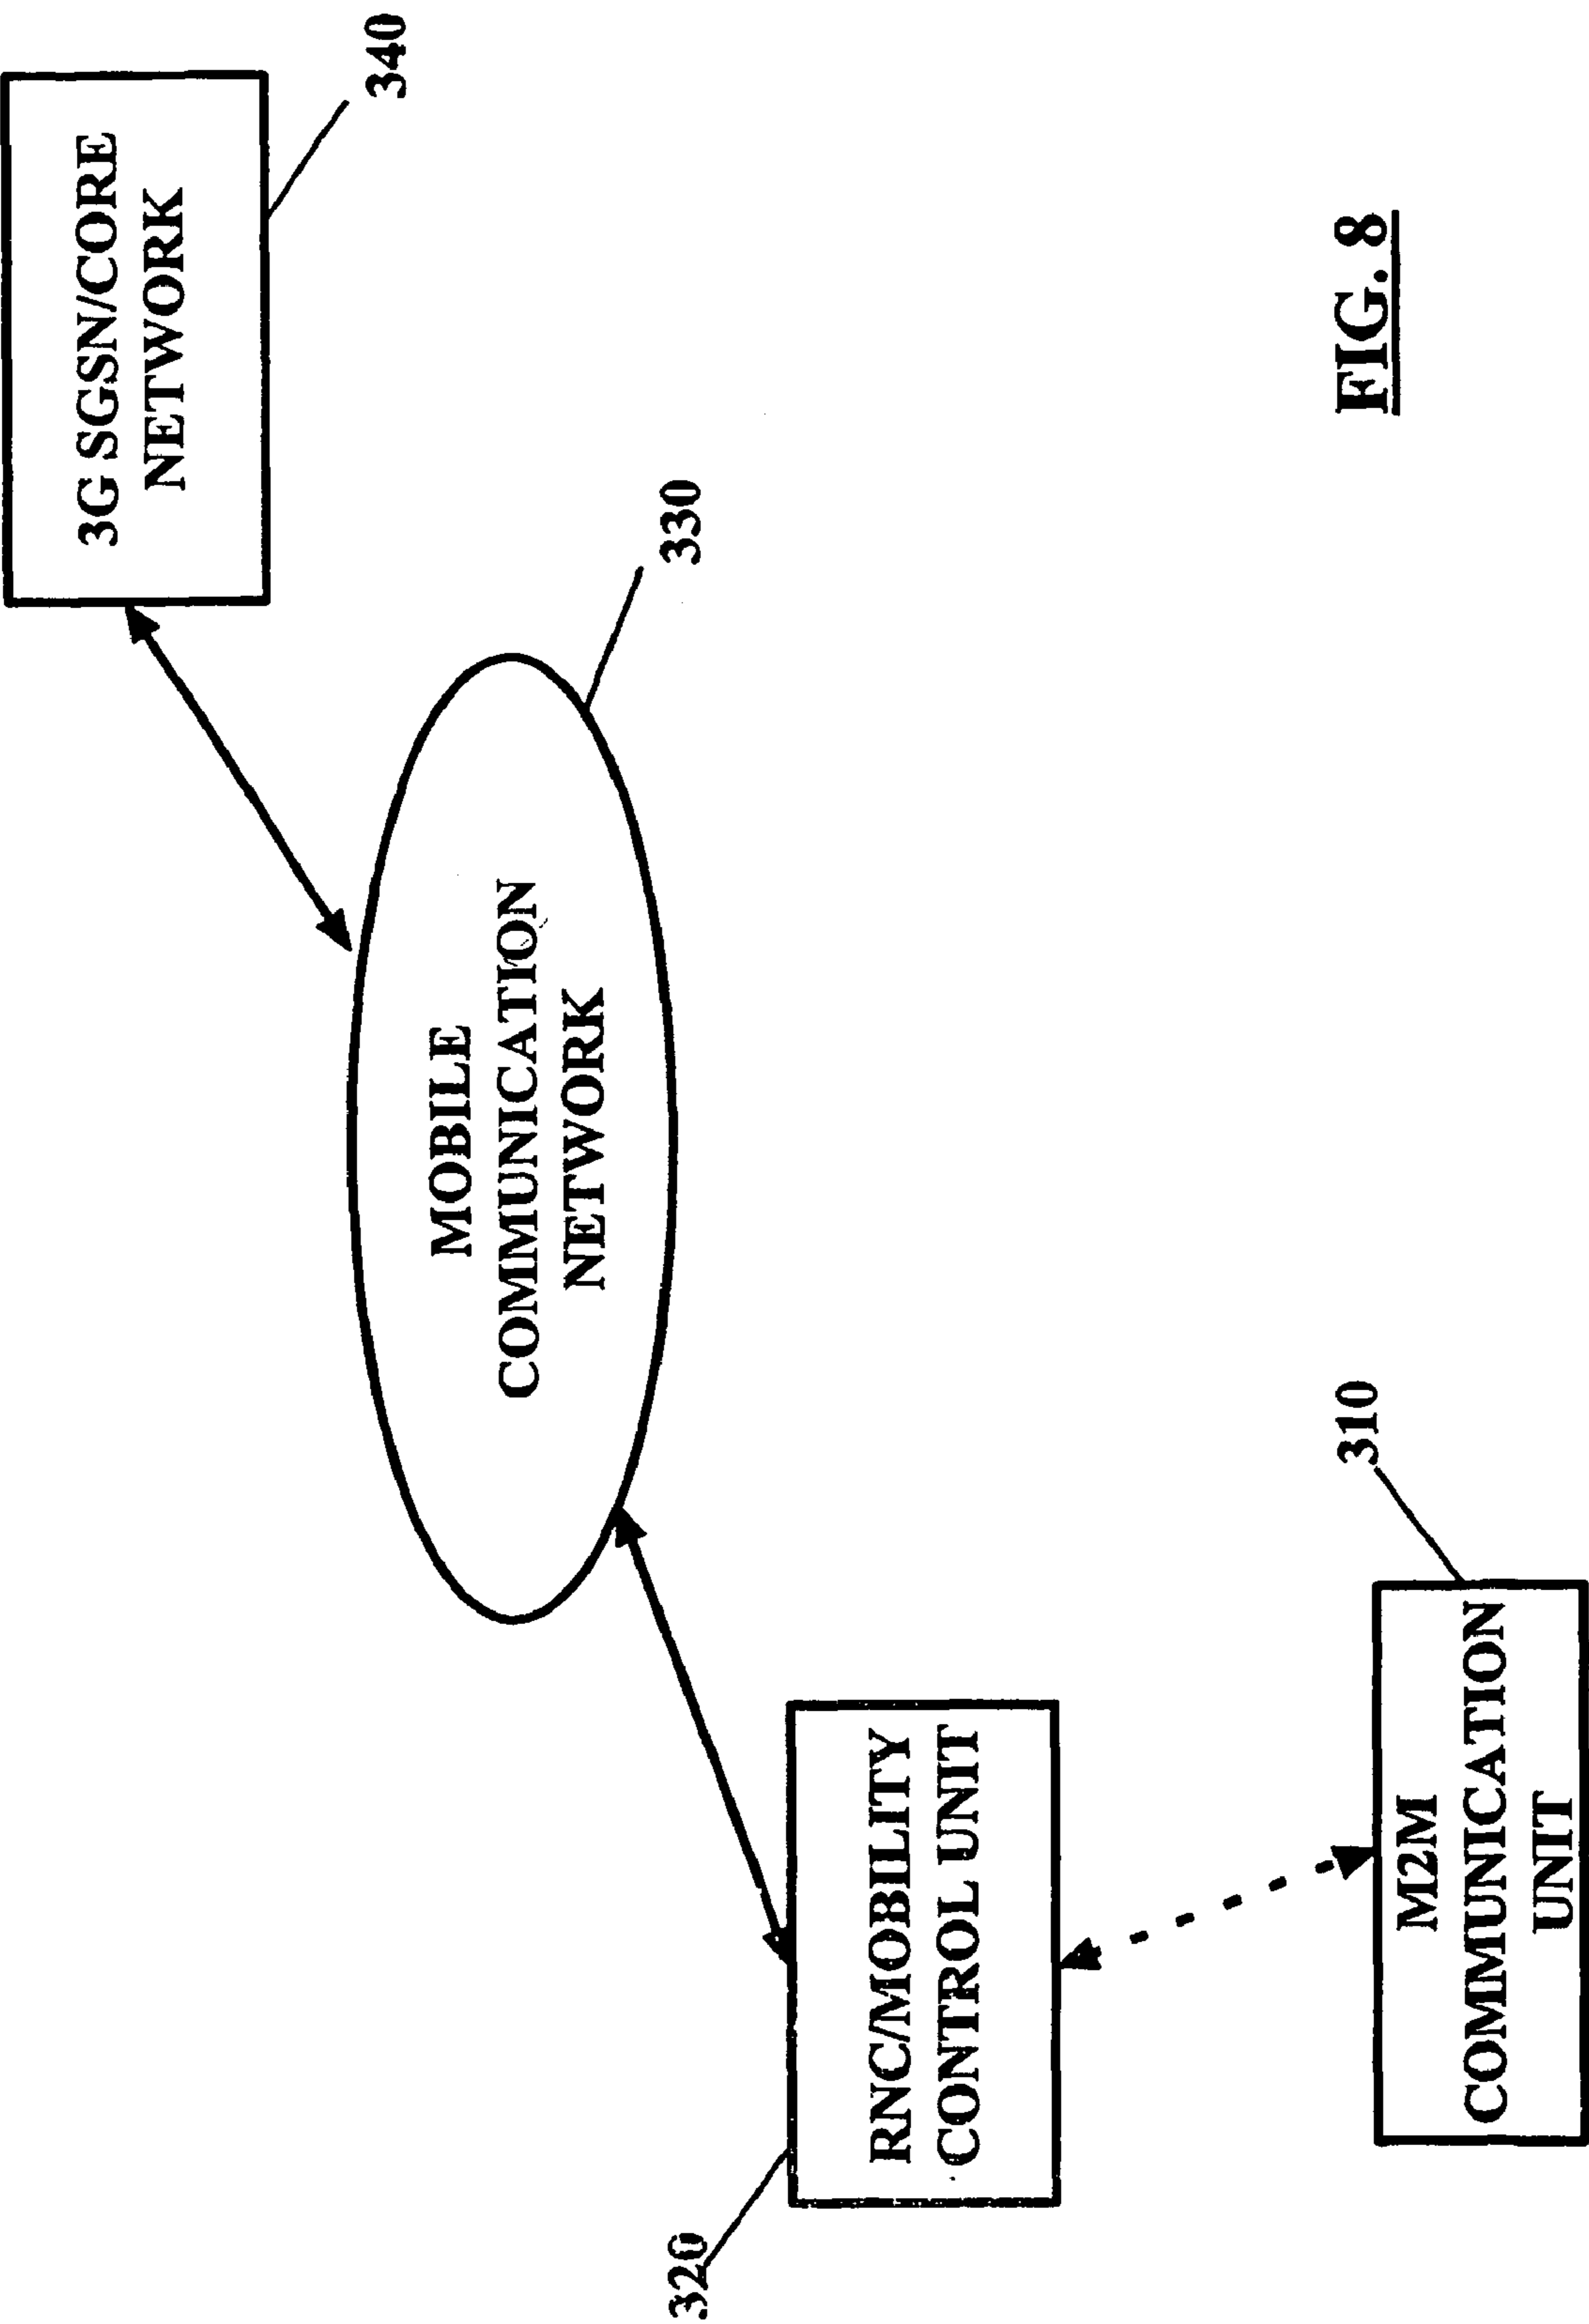 3G SGSN/CORE
NETWORK
340
MOBILE
COMMUNICATION
NETWORK
330
320
RNC/MOBILITY
CONTROL UNIT
310
M2M
COMMUNICATION
UNIT
FIG. 8